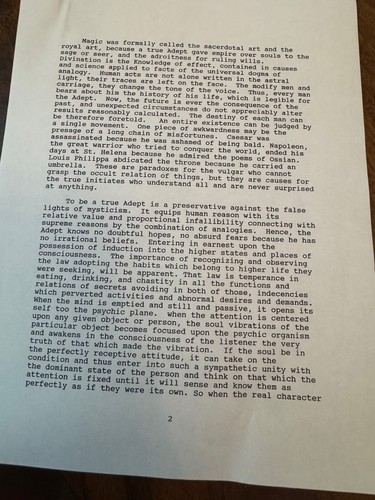 Magic was formally called the sacerdotal art and the
royal art, because a true Adept gave empire over souls to the
sage or seer, and the adroitness for ruling wills.
Divination is the Knowledge of effect, contained in causes
and science applied to facts of the universal dogma of
analogy. Human acts are not alone written in the astral
light, their traces are left on the face. The modify men and
carriage, they change the tone of the voice. Thus, every man
bears about him the history of his life, which is legible for
the Adept. Now, the future is ever the consequence of the
past, and unexpected circumstances do not appreciably alter
results reasonably calculated. The destiny of each man can
be therefore foretold. An entire existence can be judged by
a single movement. One piece of awkwardness may be the
presage of a long chain of misfortunes. Caesar was
assassinated because he was ashamed of being bald. Napoleon,
the great warrior who tried to conquer the world, ended his
days at St. Helena because he admired the poems of Ossian.
Louis Philippa abdicated the throne because he carried an
umbrella. These are paradoxes for the vulgar who cannot
grasp the occult relation of things, but they are causes for
the true initiates who understand all and are never surprised
at anything.
To be a true Adept is a preservative against the false
lights of mysticism. It equips human reason with its
relative value and proportional infallibility connecting with
supreme reasons by the combination of analogies. Hence, the
Adept knows no doubtful hopes, no absurd fears because he has
no irrational beliefs. Entering in earnest upon the
possession of induction into the higher states and places of
consciousness. The importance of recognizing and observing
the law adopting the habits which belong to higher life they
were seeking, will be apparent. That law is temperance in
eating, drinking, and chastity in all the functions and
relations of secrets avoiding in both of those, indecencies
which perverted activities and abnormal desires and demands.
When the mind is emptied and still and passive, it opens its
self too the psychic plane. when the attention is centered
upon any given object or person, the soul vibrations of the
particular object becomes focused upon the psychic organism
and awakens in the consciousness of the listener the very
truth of that which made the vibration. If the soul be in
the perfectly receptive attitude, it can take on the
condition and thus enter into such a sympathetic unity with
the dominant state of the person and think on that which the
attention is fixed until it will sense and know them as
perfectly as if they were its own. So when the real character
2